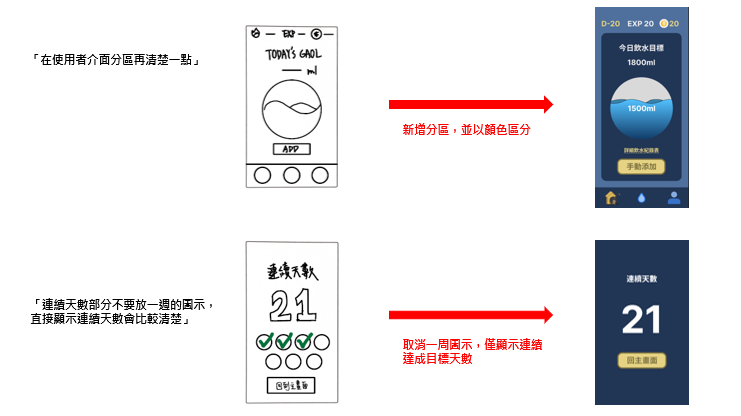 「在使用者介面分區再清楚一點」
EXP
TODAY'S GAOL
ml
ADD
新增分區，並以顏色區分
D-20 EXP 20 20
今日飲水目標
1800ml
1500ml
詳細飲水紀錄表
手動添加
「連續天數部分不要放一週的圖示，
直接顯示連續天數會比較清楚」
連續天數
21
回到主畫面
取消一周圖示，僅顯示連續
達成目標天數
連續天數
21
回主畫面